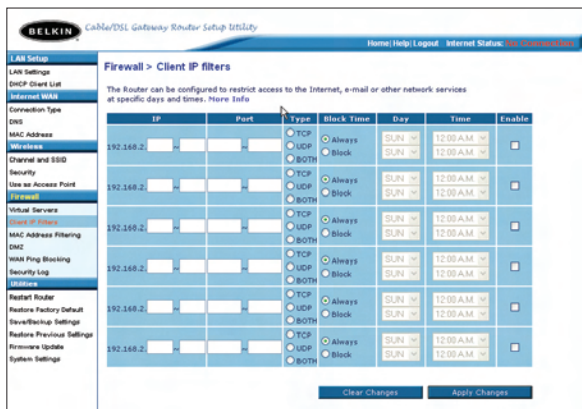 BELKIN
Cable/DSL Gateway Router Setup Utility
Home|Help|Logout Internet Status: No Connection
LAN Setup
LAN Settings
DHCP Client List
Internet WAN
Connection Type
DNS
MAC Address
Wireless
Channel and SSID
Security
Use as Access Point
Firewall
Virtual Servers
Client IP Filters
MAC Address Filtering
DMZ
WAN Ping Blocking
Security Log
Utilities
Restart Router
Restore Factory Default
Save/Backup Settings
Restore Previous Settings
Firmware Update
System Settings
Firewall > Client IP filters
The Router can be configured to restrict access to the Internet, e-mail or other network services
at specific days and times. More Info
IP Port Type Block Time Day Time Enable
192.168.2. ~ ~ TCP UDP BOTH Always Block SUN SUN 12:00 A.M. 12:00 A.M.
192.168.2. ~ ~ TCP UDP BOTH Always Block SUN SUN 12:00 A.M. 12:00 A.M.
192.168.2. ~ ~ TCP UDP BOTH Always Block SUN SUN 12:00 A.M. 12:00 A.M.
192.168.2. ~ ~ TCP UDP BOTH Always Block SUN SUN 12:00 A.M. 12:00 A.M.
192.168.2. ~ ~ TCP UDP BOTH Always Block SUN SUN 12:00 A.M. 12:00 A.M.
192.168.2. ~ ~ TCP UDP BOTH Always Block SUN SUN 12:00 A.M. 12:00 A.M.
Clear Changes Apply Changes